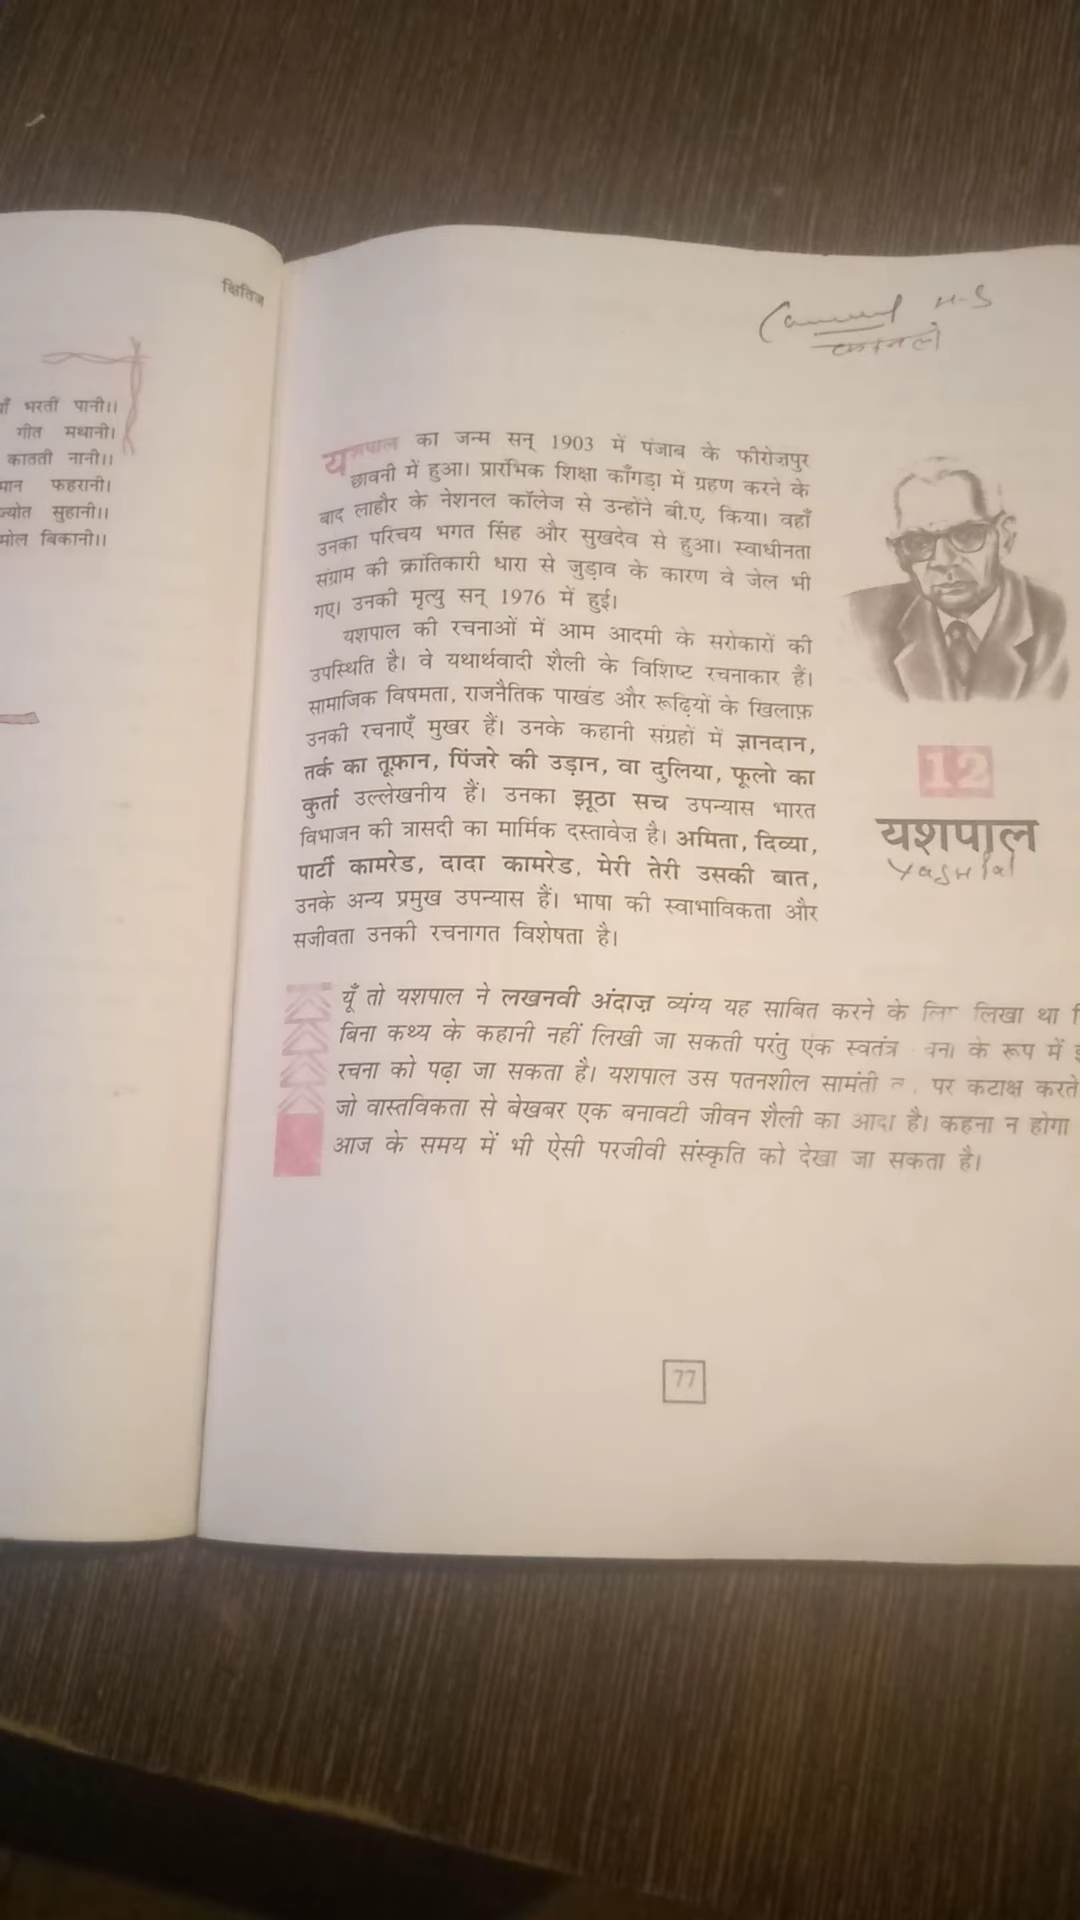 क्षितिज
भरतीं पानी।।
गीत मथानी।
कातती नानी।।
मान फहरानी।
ज्योत सुहानी।।
मोल बिकानी।।
H-S
यशपाल का जन्म सन् 1903 में पंजाब के फीरोज़पुर
छावनी में हुआ। प्रारंभिक शिक्षा काँगड़ा में ग्रहण करने के
बाद लाहौर के नेशनल कॉलेज से उन्होंने बी.ए. किया। वहाँ
उनका परिचय भगत सिंह और सुखदेव से हुआ। स्वाधीनता
संग्राम की क्रांतिकारी धारा से जुड़ाव के कारण वे जेल भी
गए। उनकी मृत्यु सन् 1976 में हुई।
यशपाल की रचनाओं में आम आदमी के सरोकारों की
उपस्थिति है। वे यथार्थवादी शैली के विशिष्ट रचनाकार हैं।
सामाजिक विषमता, राजनैतिक पाखंड और रूढ़ियों के खिलाफ़
उनकी रचनाएँ मुखर हैं। उनके कहानी संग्रहों में ज्ञानदान,
तर्क का तूफ़ान, पिंजरे की उड़ान, वा दुलिया, फूलो का
कुर्ता उल्लेखनीय हैं। उनका झूठा सच उपन्यास भारत
विभाजन की त्रासदी का मार्मिक दस्तावेज़ है। अमिता, दिव्या,
पार्टी कामरेड, दादा कामरेड, मेरी तेरी उसकी बात,
उनके अन्य प्रमुख उपन्यास हैं। भाषा की स्वाभाविकता और
सजीवता उनकी रचनागत विशेषता है।
12
यशपाल
Yashpal
यूँ तो यशपाल ने लखनवी अंदाज़ व्यंग्य यह साबित करने के लिए लिखा था
बिना कथ्य के कहानी नहीं लिखी जा सकती परंतु एक स्वतंत्र के रूप में
रचना को पढ़ा जा सकता है। यशपाल उस पतनशील सामंती पर कटाक्ष करते
जो वास्तविकता से बेखबर एक बनावटी जीवन शैली का आदी है। कहना न होगा
आज के समय में भी ऐसी परजीवी संस्कृति को देखा जा सकता है।
77